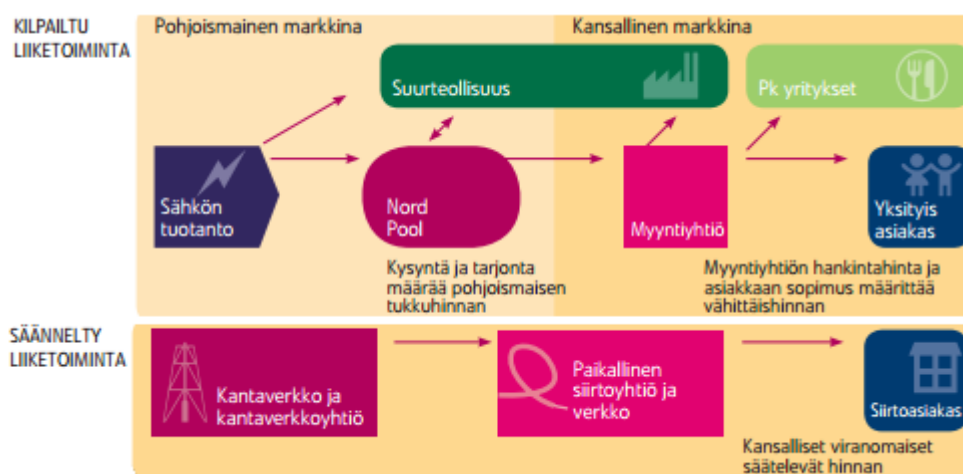 KILPAILTU
LIIKETOIMINTA
Pohjoismainen markkina
Kansallinen markkina
Suurteollisuus
Pk yritykset
Sähkön
tuotanto
Nord
Pool
Myyntiyhtiö
Yksityis
asiakas
Kysyntä ja tarjonta
määrää pohjoismaisen
tukkuhinnan
Myyntiyhtiön hankintahinta ja
asiakkaan sopimus määrittää
vähittäishinnan
SÄÄNNELTY
LIIKETOIMINTA
Kantaverkko ja
kantaverkkoyhtiö
Paikallinen
siirtoyhtiö ja
verkko
Siirtoasiakas
Kansalliset viranomaiset
säätelevät hinnan